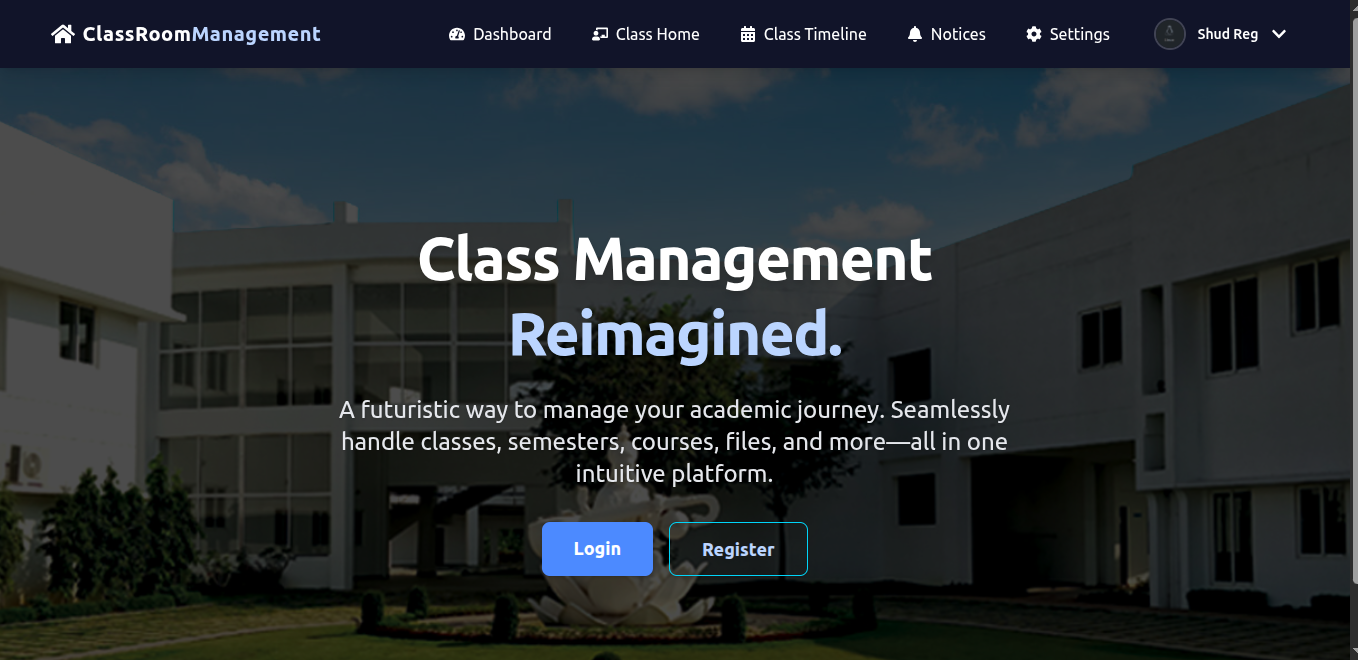 ClassRoomManagement
Dashboard
Class Home
Class Timeline
Notices
Settings
Shud Reg
Class Management
Reimagined.
A futuristic way to manage your academic journey. Seamlessly
handle classes, semesters, courses, files, and more—all in one
intuitive platform.
Login
Register